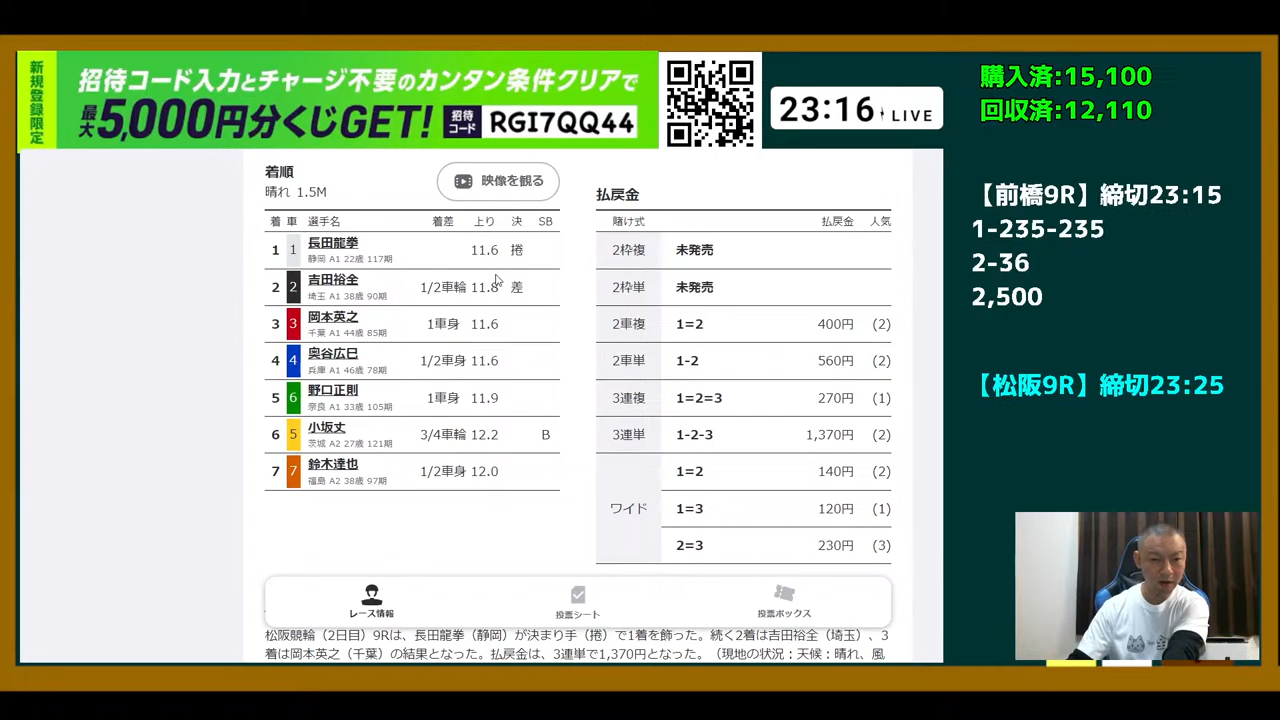 新規登録限定
招待コード入力とチャージ不要のカンタン条件クリアで
最大5,000円分くじGET! 招待コード RGI7QQ44
23:16 LIVE
購入済:15,100
回収済:12,110
【前橋9R】締切23:15
1-235-235
2-36
2,500
【松阪9R】締切23:25
着順
晴れ 1.5M
映像を観る
着 車 選手名 着差 上り 決 SB
1 1 長田龍拳 11.6 捲
静岡 A1 22歳 117期
2 2 吉田裕全 1/2車輪 11.8 差
埼玉 A1 38歳 90期
3 3 岡本英之 1車身 11.6
千葉 A1 44歳 85期
4 4 奥谷広巳 1/2車身 11.6
兵庫 A1 46歳 78期
5 6 野口正則 1車身 11.9
奈良 A1 33歳 105期
6 5 小坂丈 3/4車輪 12.2 B
茨城 A2 27歳 121期
7 7 鈴木達也 1/2車身 12.0
福島 A2 38歳 97期
払戻金
賭け式 払戻金 人気
2枠複 未発売
2枠単 未発売
2車複 1=2 400円 (2)
2車単 1-2 560円 (2)
3連複 1=2=3 270円 (1)
3連単 1-2-3 1,370円 (2)
ワイド
1=2 140円 (2)
1=3 120円 (1)
2=3 230円 (3)
レース情報 投票シート 投票ボックス
松阪競輪（2日目）9Rは、長田龍拳（静岡）が決まり手（捲）で1着を飾った。続く2着は吉田裕全（埼玉）、3
着は岡本英之（千葉）の結果となった。払戻金は、3連単で1,370円となった。（現地の状況：天候：晴れ、風